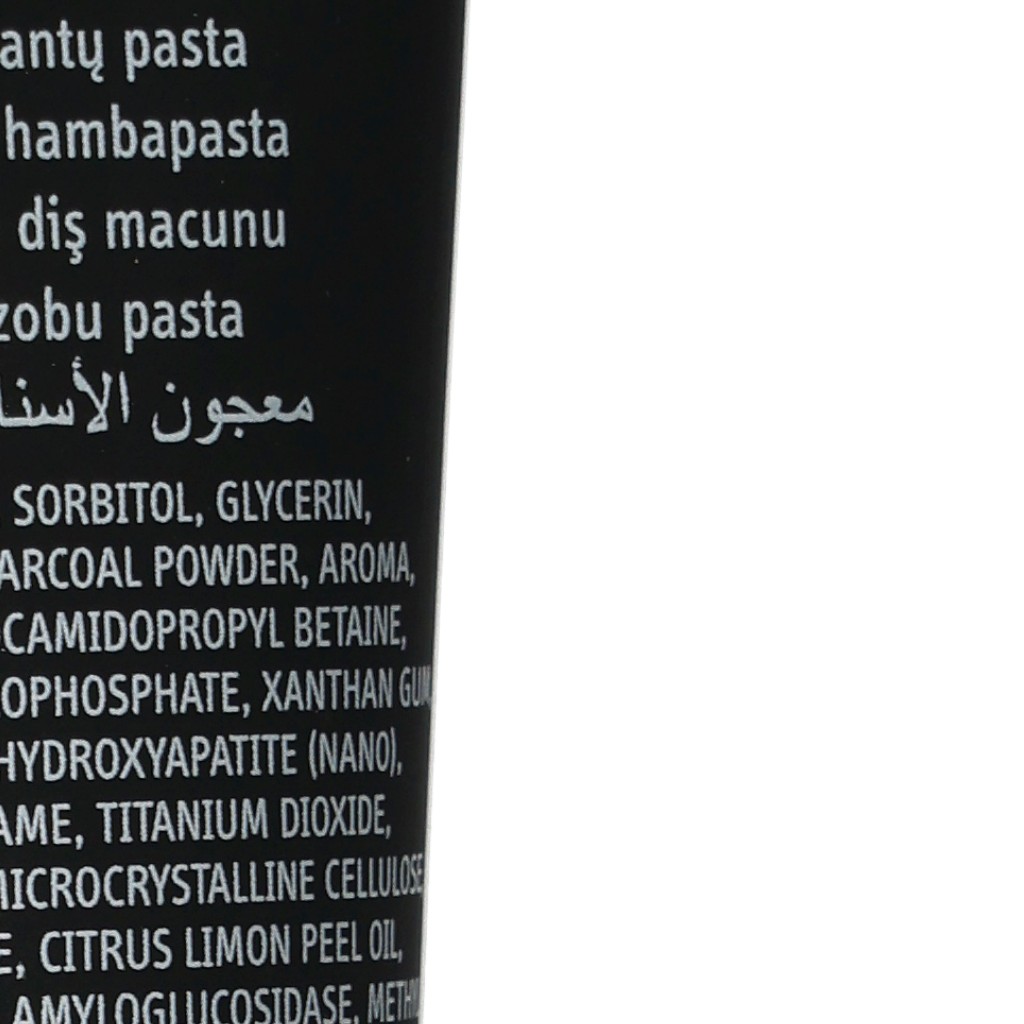 antų pasta
hambapasta
diş macunu
zobu pasta
معجون الأسنا
SORBITOL, GLYCERIN,
ARCOAL POWDER, AROMA,
CAMIDOPROPYL BETAINE,
OPHOSPHATE, XANTHAN GUM,
HYDROXYAPATITE (NANO),
AME, TITANIUM DIOXIDE,
MICROCRYSTALLINE CELLULOSE
E, CITRUS LIMON PEEL OIL,
AMYLOGLUCOSIDASE,